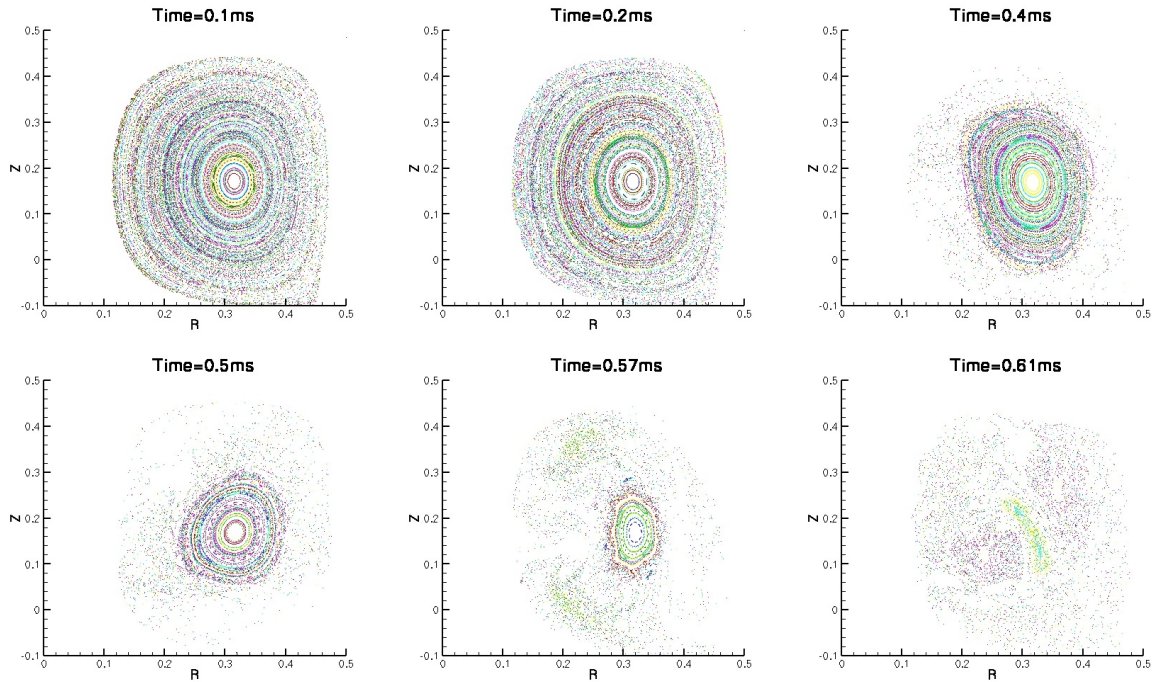 Time=0.1ms Time=0.2ms Time=0.4ms
0.5 0.5 0.5
0.4 0.4 0.4
0.3 0.3 0.3
Z 0.2 Z 0.2 Z 0.2
0.1 0.1 0.1
0 0 0
-0.1 -0.1 -0.1
0 0.1 0.2 0.3 0.4 0.5 0 0.1 0.2 0.3 0.4 0.5 0 0.1 0.2 0.3 0.4 0.5
R R R
Time=0.5ms Time=0.57ms Time=0.61ms
0.5 0.5 0.5
0.4 0.4 0.4
0.3 0.3 0.3
Z 0.2 Z 0.2 Z 0.2
0.1 0.1 0.1
0 0 0
-0.1 -0.1 -0.1
0 0.1 0.2 0.3 0.4 0.5 0 0.1 0.2 0.3 0.4 0.5 0 0.1 0.2 0.3 0.4 0.5
R R R